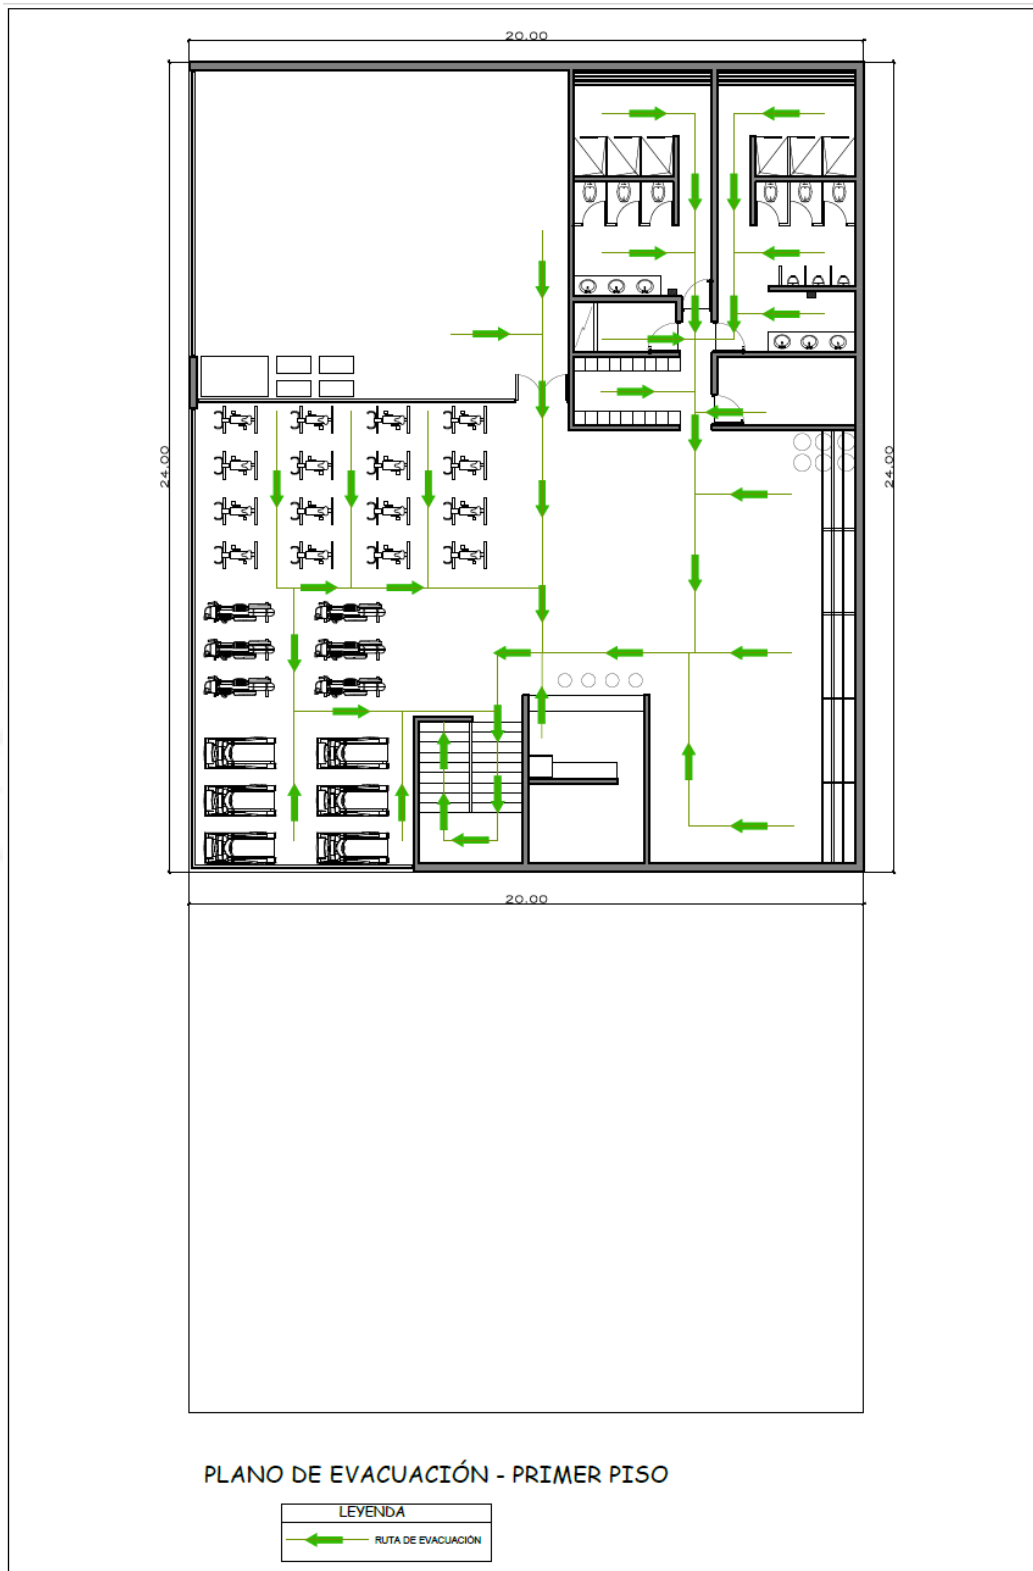 20.00
24.00
24.00
20.00
PLANO DE EVACUACIÓN - PRIMER PISO
LEYENDA
RUTA DE EVACUACIÓN